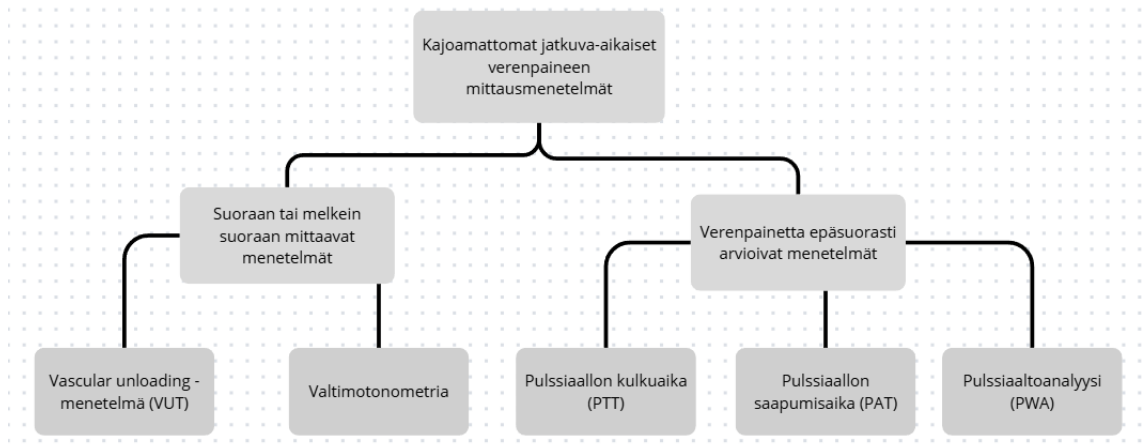 Kajoamattomat jatkuva-aikaiset
verenpaineen
mittausmenetelmät
Suoraan tai melkein
suoraan mittaavat
menetelmät
Verenpainetta epäsuorasti
arvioivat menetelmät
Vascular unloading -
menetelmä (VUT)
Valtimotonometria
Pulssiaallon kulkuaika
(PTT)
Pulssiaallon
saapumisaika (PAT)
Pulssiaaltoanalyysi
(PWA)